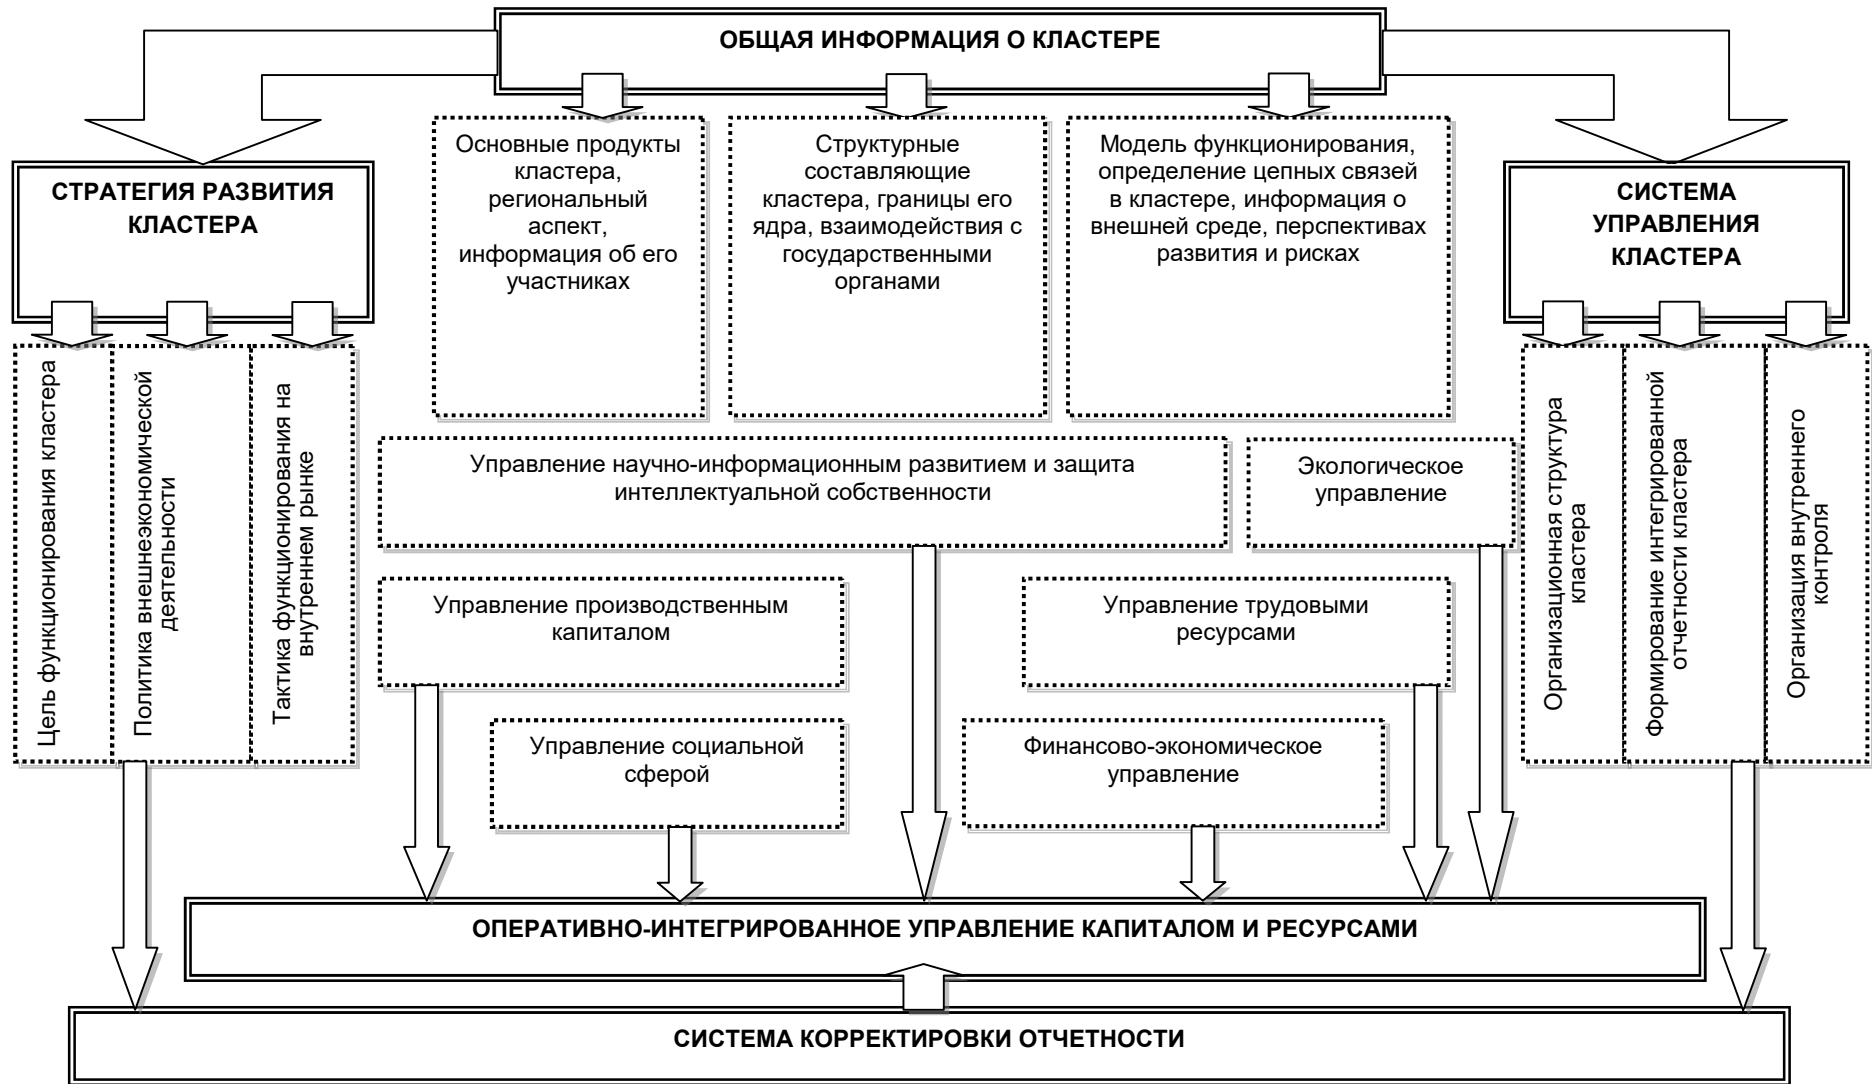 ОБЩАЯ ИНФОРМАЦИЯ О КЛАСТЕРЕ
СТРАТЕГИЯ РАЗВИТИЯ
КЛАСТЕРА
Основные продукты
кластера,
региональный
аспект,
информация об его
участниках
Структурные
составляющие
кластера, границы его
ядра, взаимодействия с
государственными
органами
Модель функционирования,
определение цепных связей
в кластере, информация о
внешней среде, перспективах
развития и рисках
СИСТЕМА
УПРАВЛЕНИЯ
КЛАСТЕРА
Цель функционирования кластера
Политика внешнеэкономической
деятельности
Тактика функционирования на
внутреннем рынке
Управление научно-информационным развитием и защита
интеллектуальной собственности
Экологическое
управление
Организационная структура
кластера
Формирование интегрированной
отчетности кластера
Организация внутреннего
контроля
Управление производственным
капиталом
Управление трудовыми
ресурсами
Управление социальной
сферой
Финансово-экономическое
управление
ОПЕРАТИВНО-ИНТЕГРИРОВАННОЕ УПРАВЛЕНИЕ КАПИТАЛОМ И РЕСУРСАМИ
СИСТЕМА КОРРЕКТИРОВКИ ОТЧЕТНОСТИ